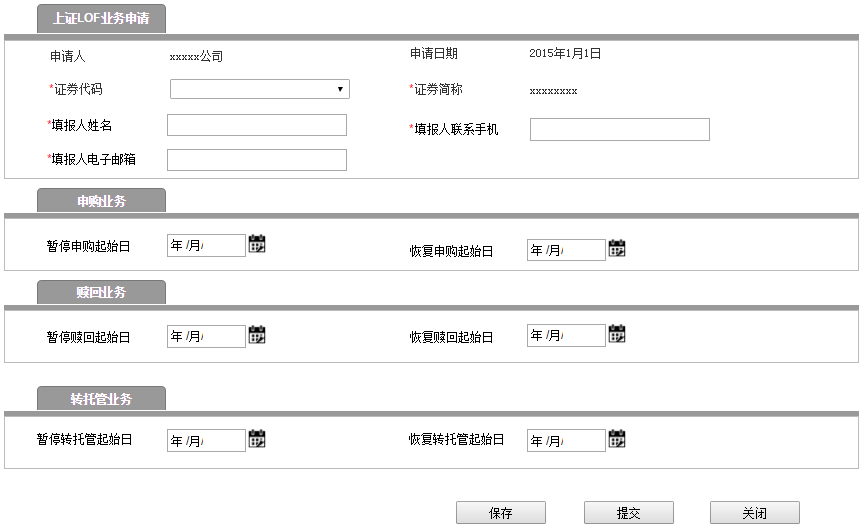 上证LOF业务申请
申请人 xxxxx公司 申请日期 2015年1月1日
*证券代码 *证券简称 xxxxxxxx
*填报人姓名 *填报人联系手机
*填报人电子邮箱
申购业务
暂停申购起始日 年 /月/ 恢复申购起始日 年 /月/
赎回业务
暂停赎回起始日 年 /月/ 恢复赎回起始日 年 /月/
转托管业务
暂停转托管起始日 年 /月/ 恢复转托管起始日 年 /月/
保存 提交 关闭